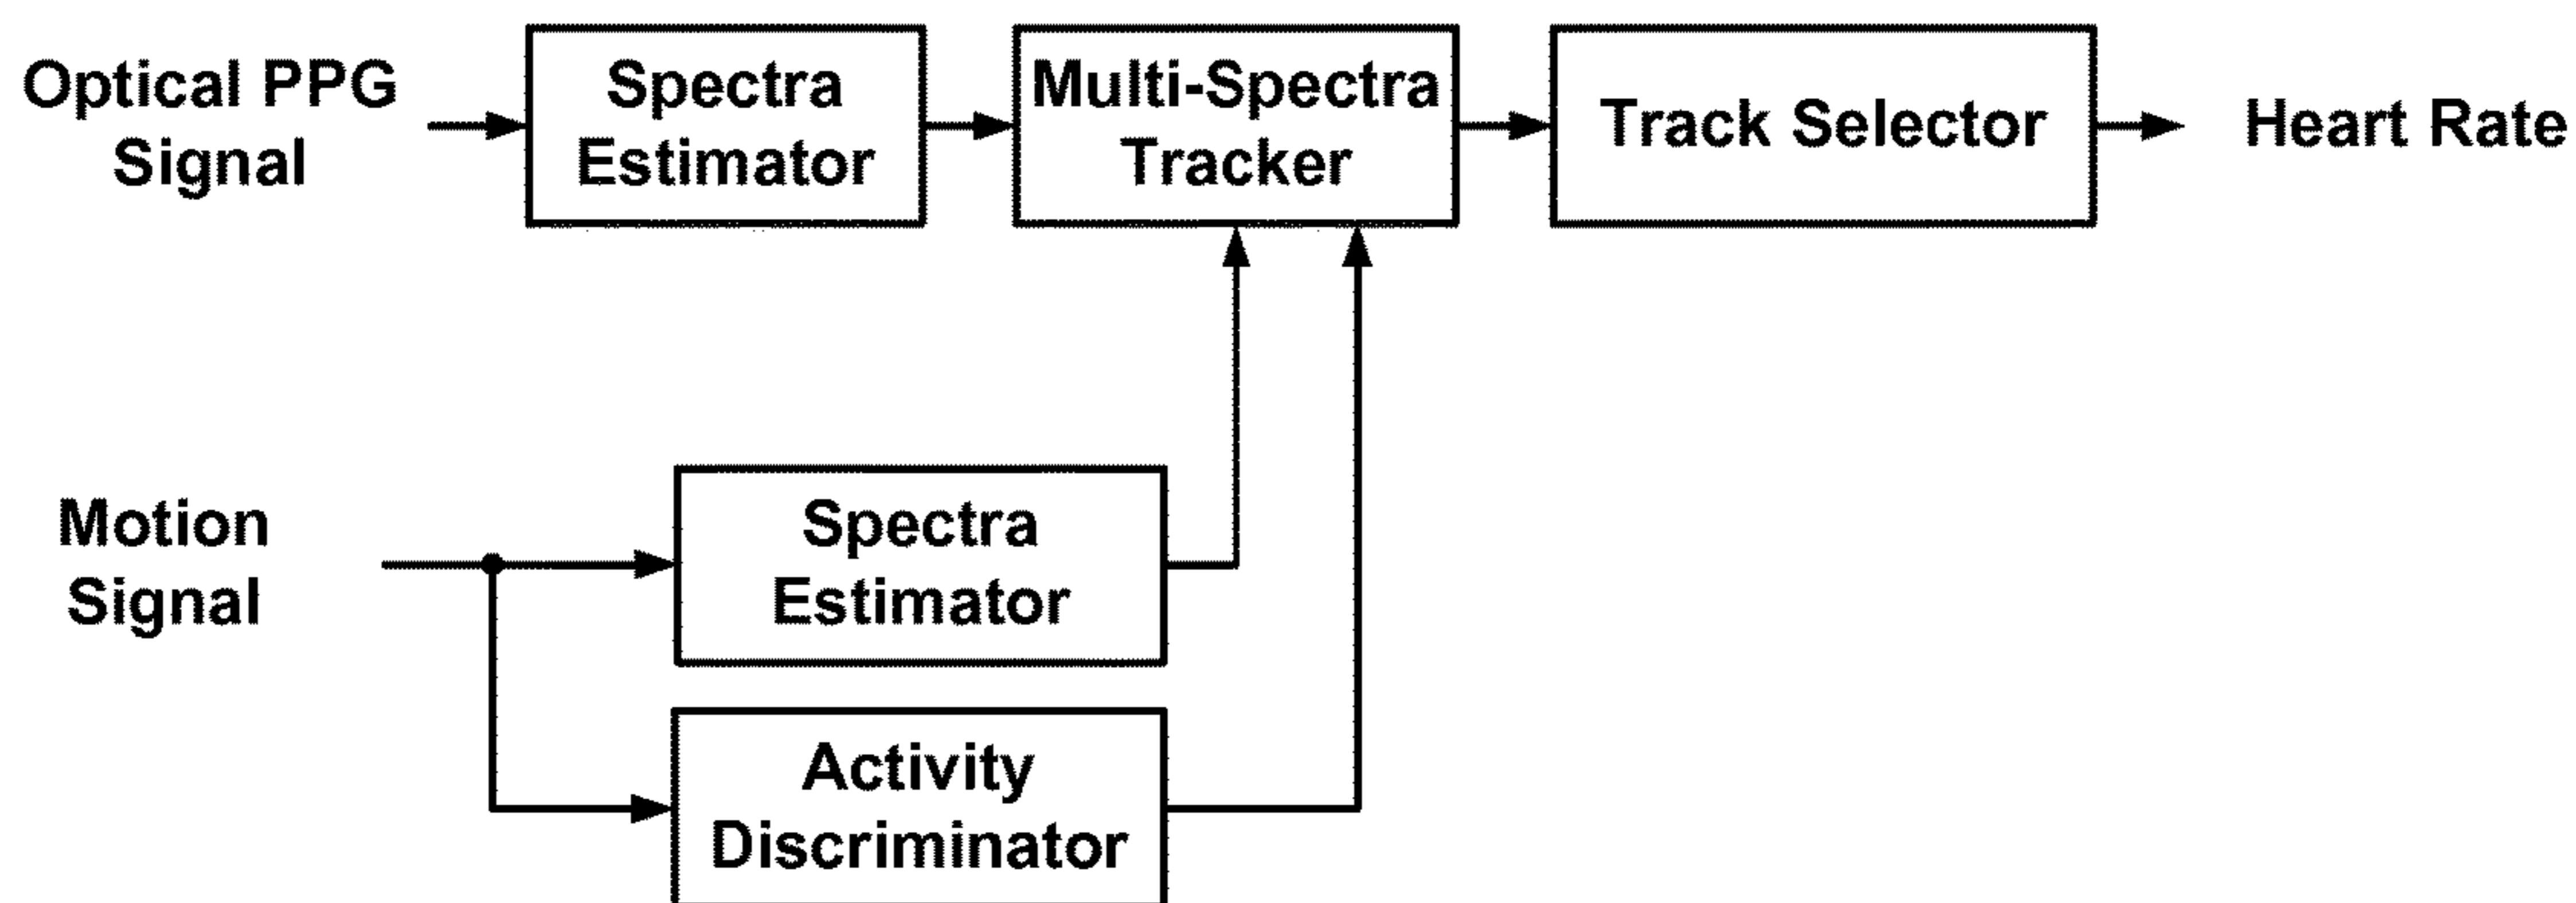 Optical PPG
Signal
Spectra
Estimator
Multi-Spectra
Tracker
Track Selector
Heart Rate
Motion
Signal
Spectra
Estimator
Activity
Discriminator